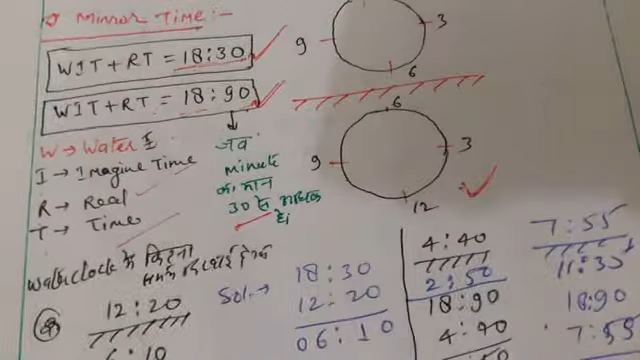 Mirror Time :-
WIT + RT = 18:30
WIT + RT = 18:90
W → Water I
I → Imagine Time
R → Real
T → Time
जब
minute
का मान
30 से अधिक
है।
9
3
6
6
9
3
12
Water clock में कितना
12:20
6:10
Sol. →
18:30
12:20
06:10
4:40
2:50
18:90
4:40
7:55
11:35
18:90
7:55